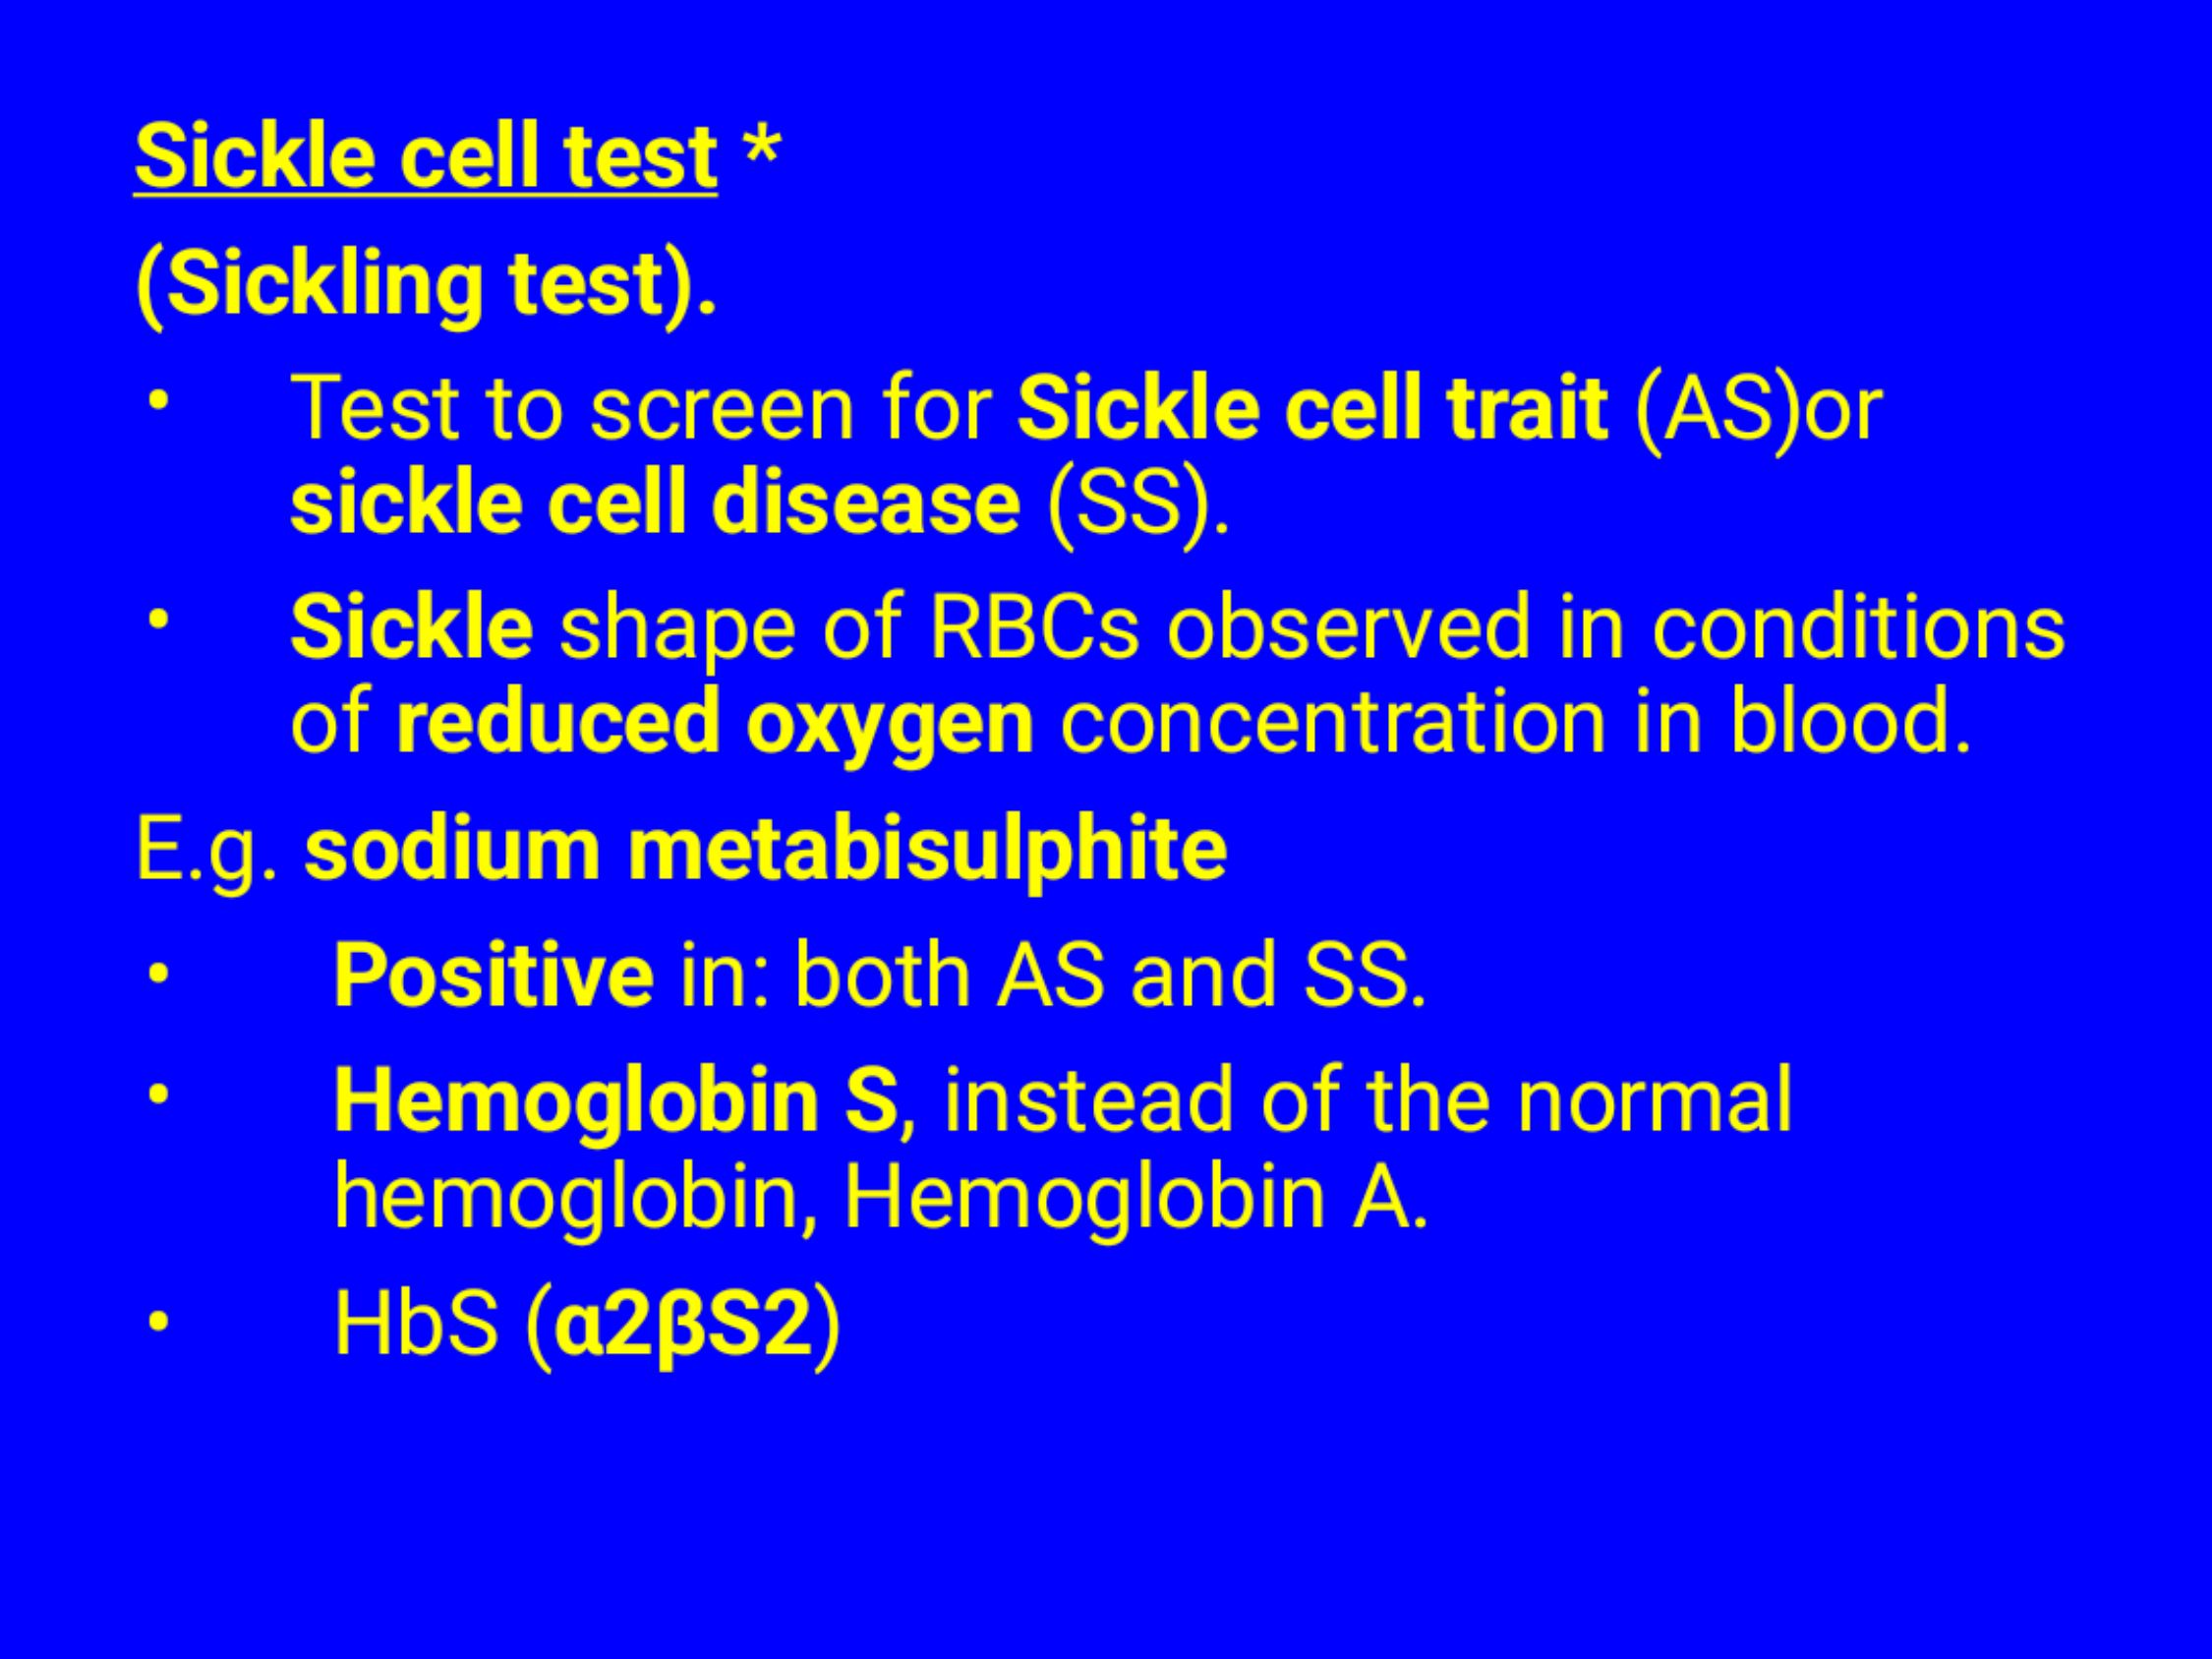 Sickle cell test *
(Sickling test).
• Test to screen for Sickle cell trait (AS)or
sickle cell disease (SS).
• Sickle shape of RBCs observed in conditions
of reduced oxygen concentration in blood.
E.g. sodium metabisulphite
• Positive in: both AS and SS.
• Hemoglobin S, instead of the normal
hemoglobin, Hemoglobin A.
• HbS (α2βS2)